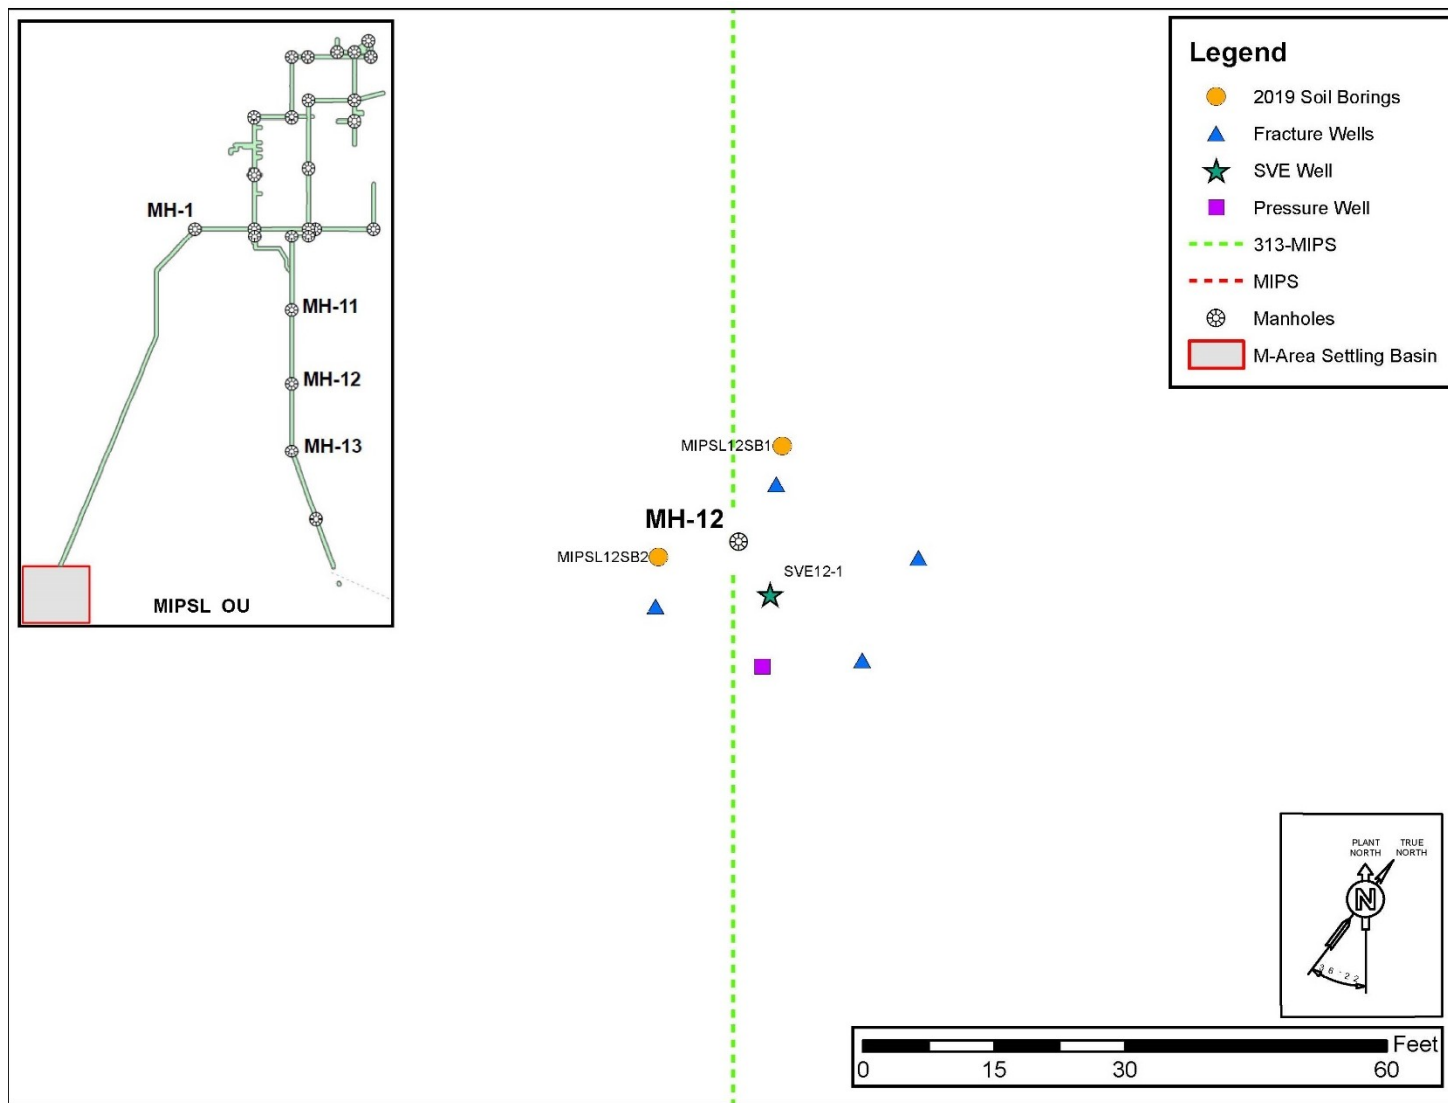 MH-1
MH-11
MH-12
MH-13
MIPSL OU
Legend
2019 Soil Borings
Fracture Wells
SVE Well
Pressure Well
313-MIPS
MIPS
Manholes
M-Area Settling Basin
MIPSL12SB1
MH-12
MIPSL12SB2
SVE12-1
PLANT
NORTH
TRUE
NORTH
N
36-22
Feet
0 15 30 60